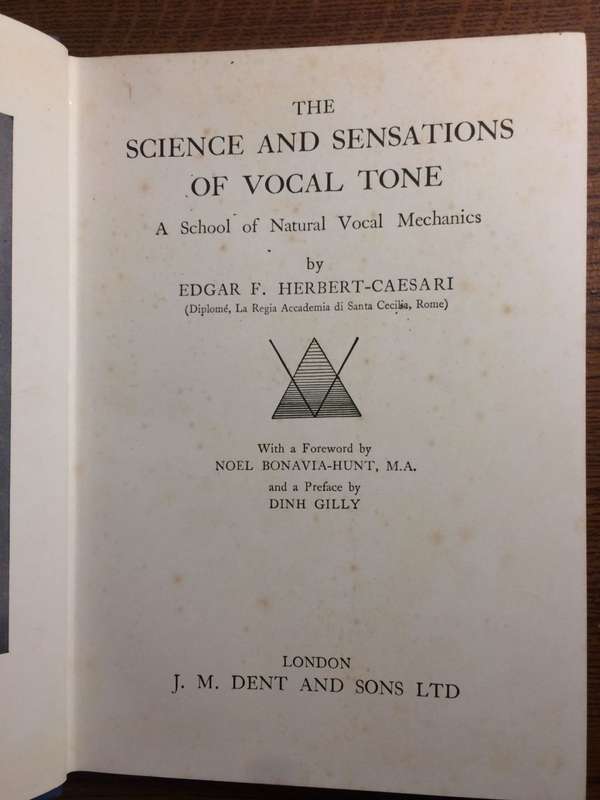 THE
SCIENCE AND SENSATIONS
OF VOCAL TONE
A School of Natural Vocal Mechanics
by
EDGAR F. HERBERT-CAESARI
(Diplomé, La Regia Accademia di Santa Cecilia, Rome)
With a Foreword by
NOEL BONAVIA-HUNT, M.A.
and a Preface by
DINH GILLY
LONDON
J. M. DENT AND SONS LTD